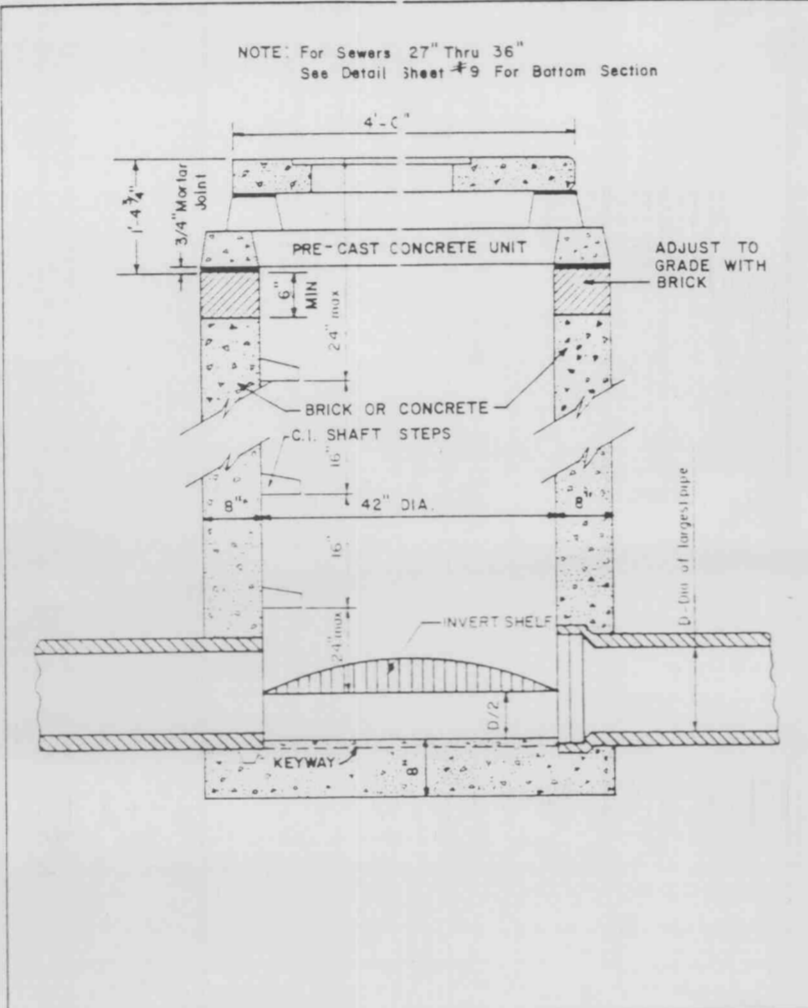 NOTE: For Sewers 27" Thru 36"
See Detail Sheet #9 For Bottom Section
4'-0"
1'-4 3/4"
3/4" Mortar
Joint
PRE-CAST CONCRETE UNIT
ADJUST TO
GRADE WITH
BRICK
6"
MIN
24" max
BRICK OR CONCRETE
C.I. SHAFT STEPS
16"
8"
42" DIA.
8"
16"
D-Dia of largest pipe
INVERT SHELF
24" max
D/2
KEYWAY
8"